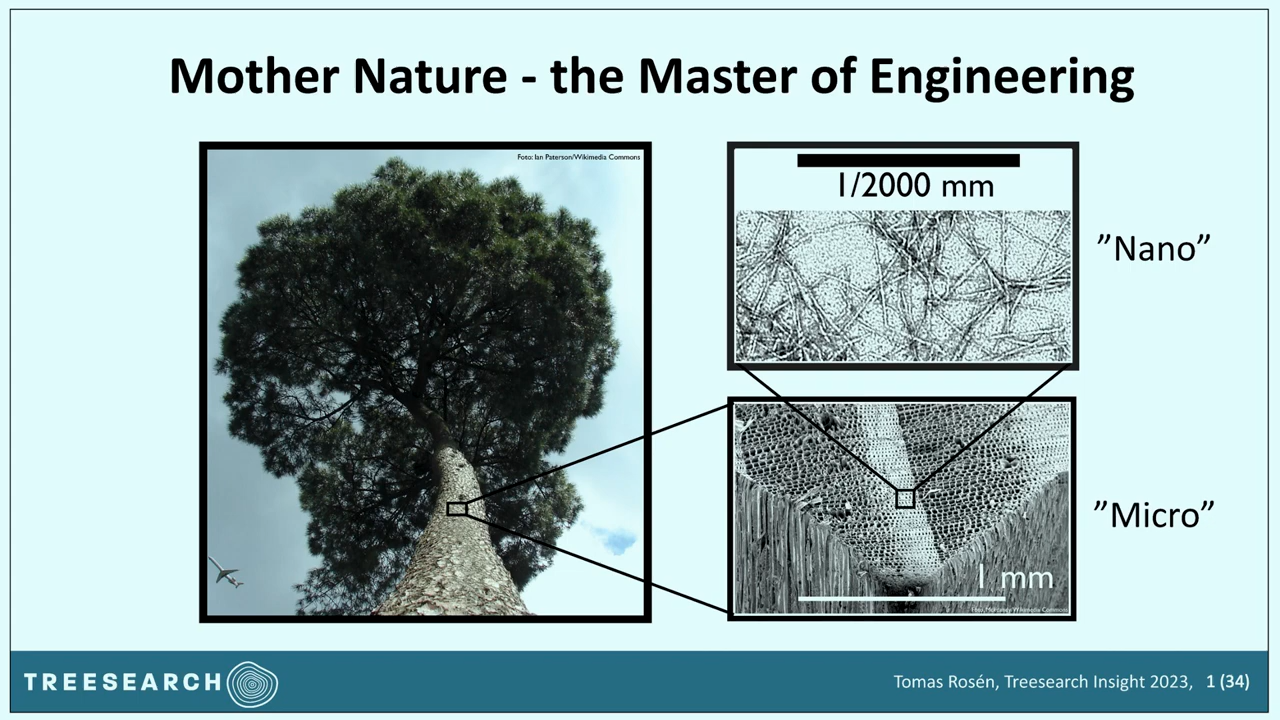 Mother Nature - the Master of Engineering
Foto: Ian Paterson/Wikimedia Commons
1/2000 mm
”Nano”
”Micro”
1 mm
TREESEARCH
Tomas Rosén, Treesearch Insight 2023, 1 (34)